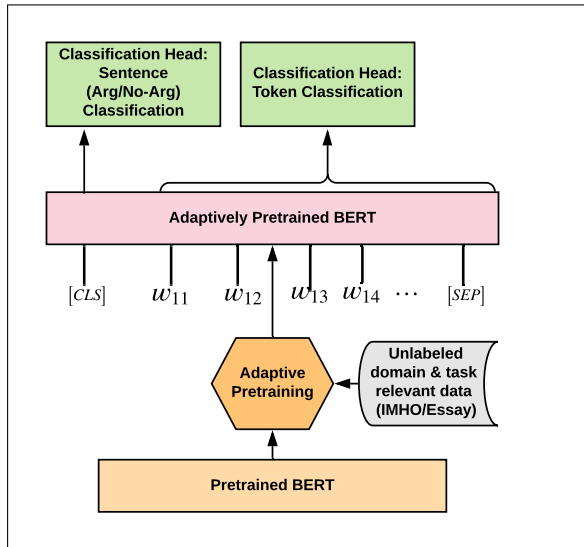 Classification Head:
Sentence
(Arg/No-Arg)
Classification
Classification Head:
Token Classification
Adaptively Pretrained BERT
[CLS] w11 w12 w13 w14 ... [SEP]
Adaptive
Pretraining
Unlabeled
domain & task
relevant data
(IMHO/Essay)
Pretrained BERT